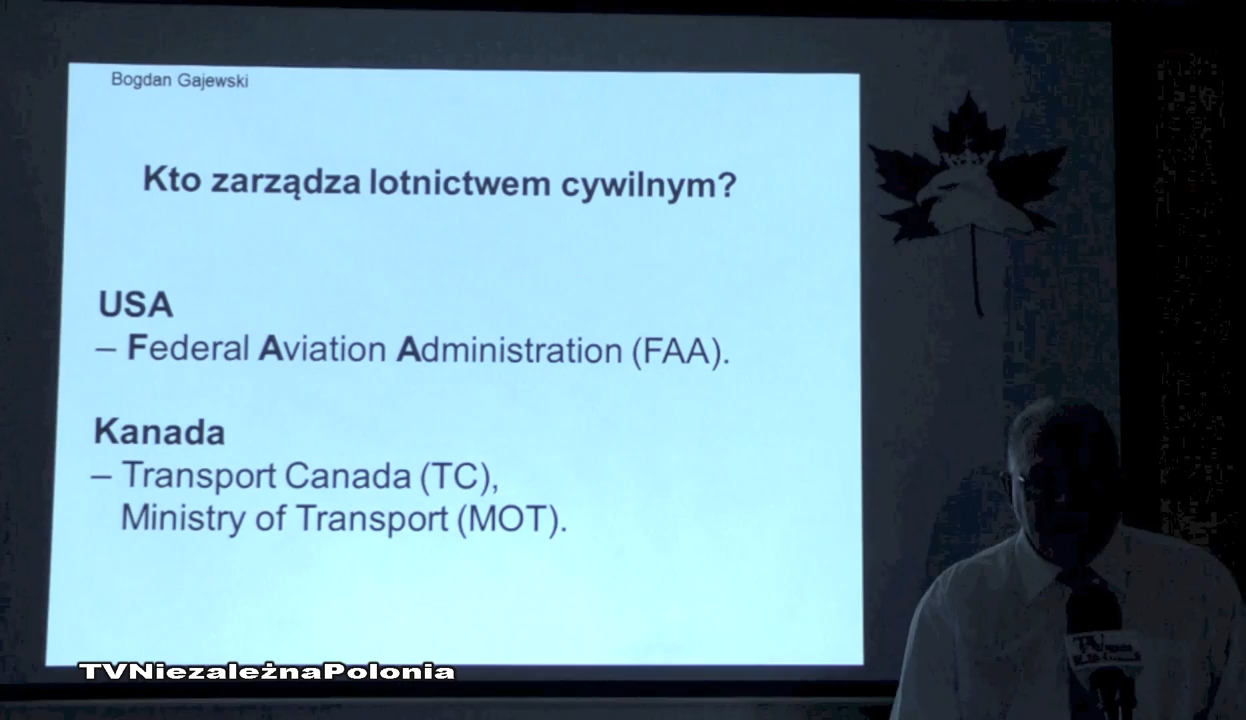 Bogdan Gajewski
Kto zarządza lotnictwem cywilnym?
USA
– Federal Aviation Administration (FAA).
Kanada
– Transport Canada (TC),
Ministry of Transport (MOT).
TVNiezależnaPolonia
TV